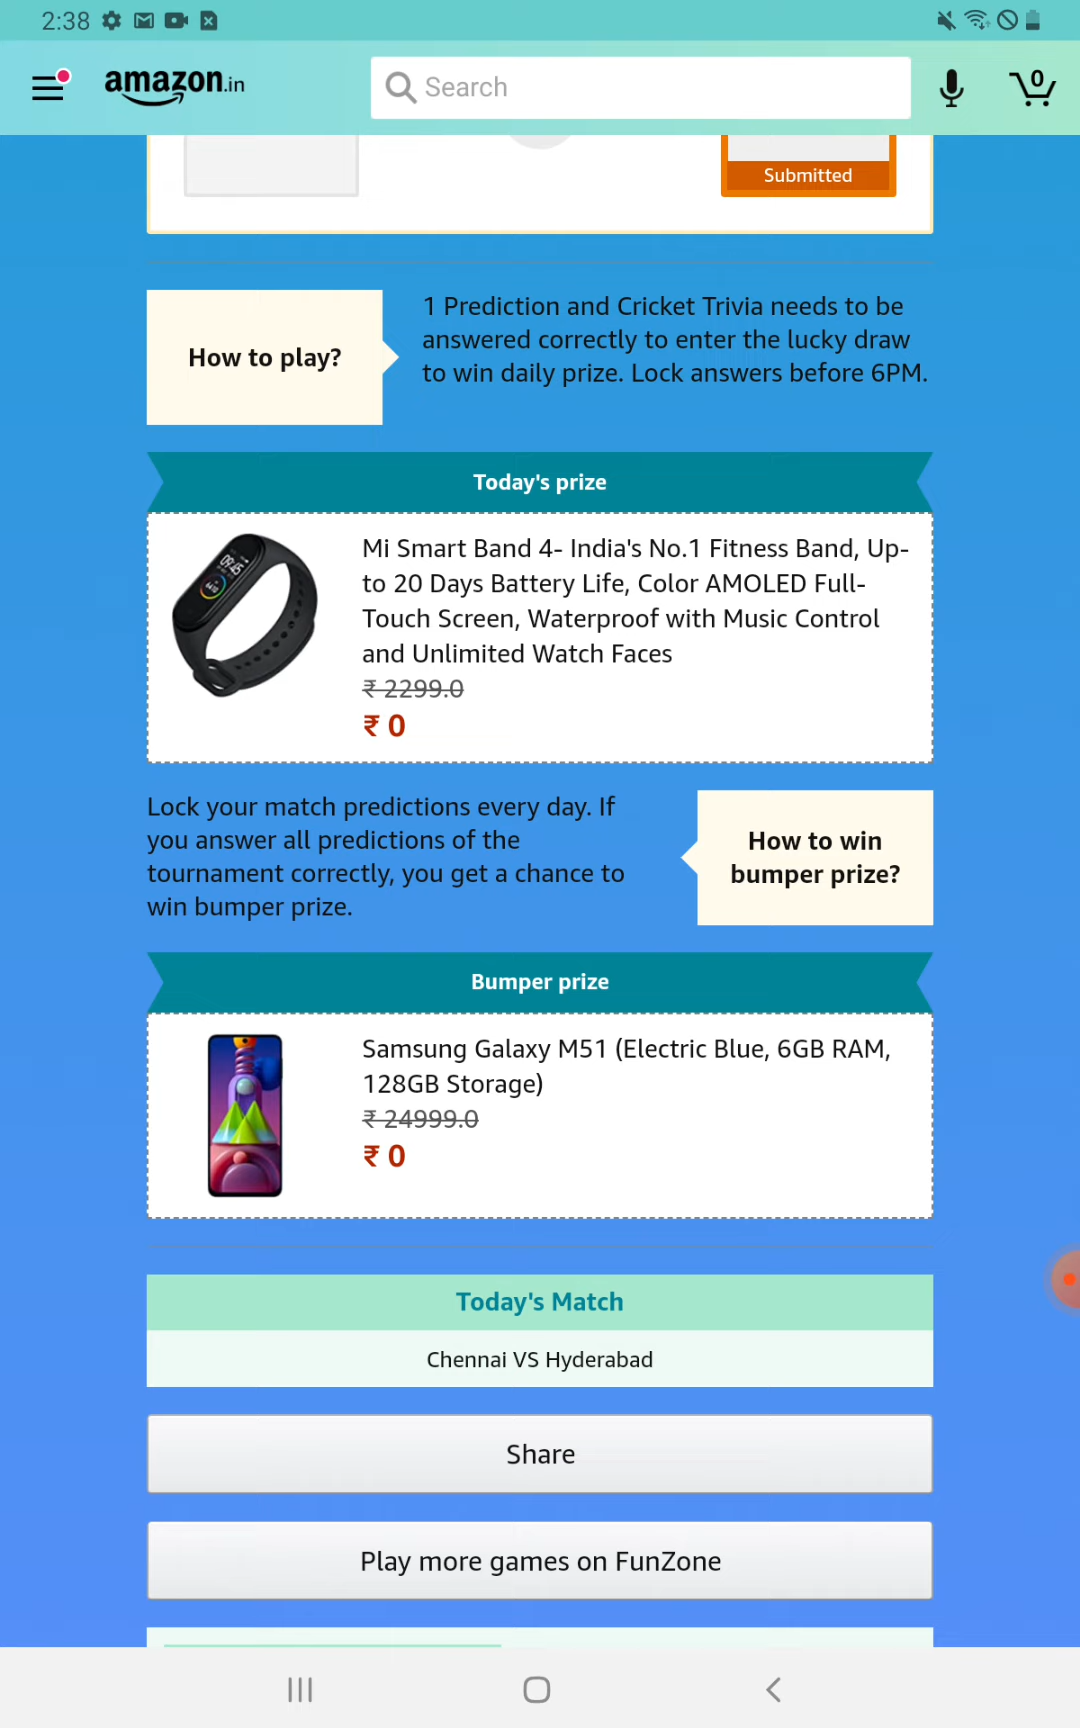 2:38
amazon.in
Search
0
Submitted
How to play?
1 Prediction and Cricket Trivia needs to be
answered correctly to enter the lucky draw
to win daily prize. Lock answers before 6PM.
Today's prize
Mi Smart Band 4- India's No.1 Fitness Band, Up-
to 20 Days Battery Life, Color AMOLED Full-
Touch Screen, Waterproof with Music Control
and Unlimited Watch Faces
₹ 2299.0
₹ 0
09:45
Lock your match predictions every day. If
you answer all predictions of the
tournament correctly, you get a chance to
win bumper prize.
How to win
bumper prize?
Bumper prize
Samsung Galaxy M51 (Electric Blue, 6GB RAM,
128GB Storage)
₹ 24999.0
₹ 0
Today's Match
Chennai VS Hyderabad
Share
Play more games on FunZone